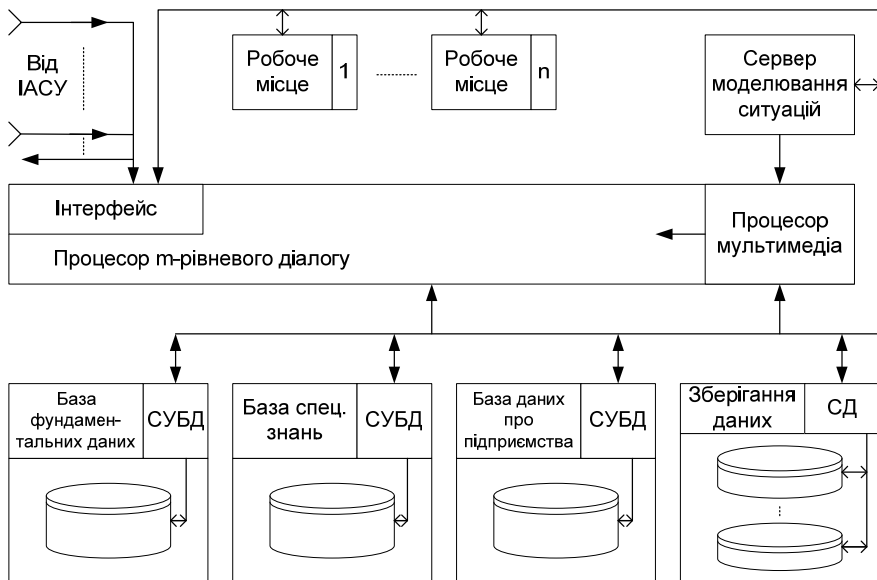 Від
ІАСУ
Робоче
місце
1
Робоче
місце
n
Сервер
моделювання
ситуацій
Інтерфейс
Процесор m-рівневого діалогу
Процесор
мультимедіа
База
фундамен-
тальних даних
СУБД
База спец.
знань
СУБД
База даних
про
підприємства
СУБД
Зберігання
даних
СД